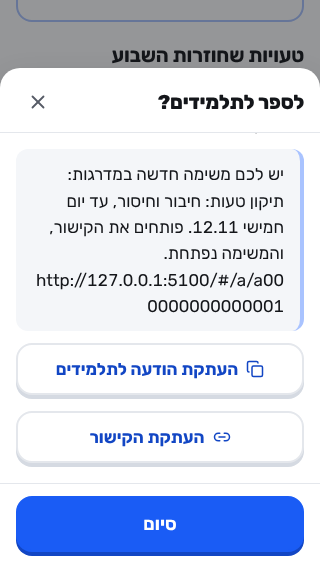 טעויות שחוזרות השבוע
לספר לתלמידים?
יש לכם משימה חדשה במדרגות:
תיקון טעות: חיבור וחיסור, עד יום
חמישי 12.11. פותחים את הקישור,
והמשימה נפתחת.
http://127.0.0.1:5100/#/a/a00
0000000000001
העתקת הודעה לתלמידים
העתקת הקישור
סיום